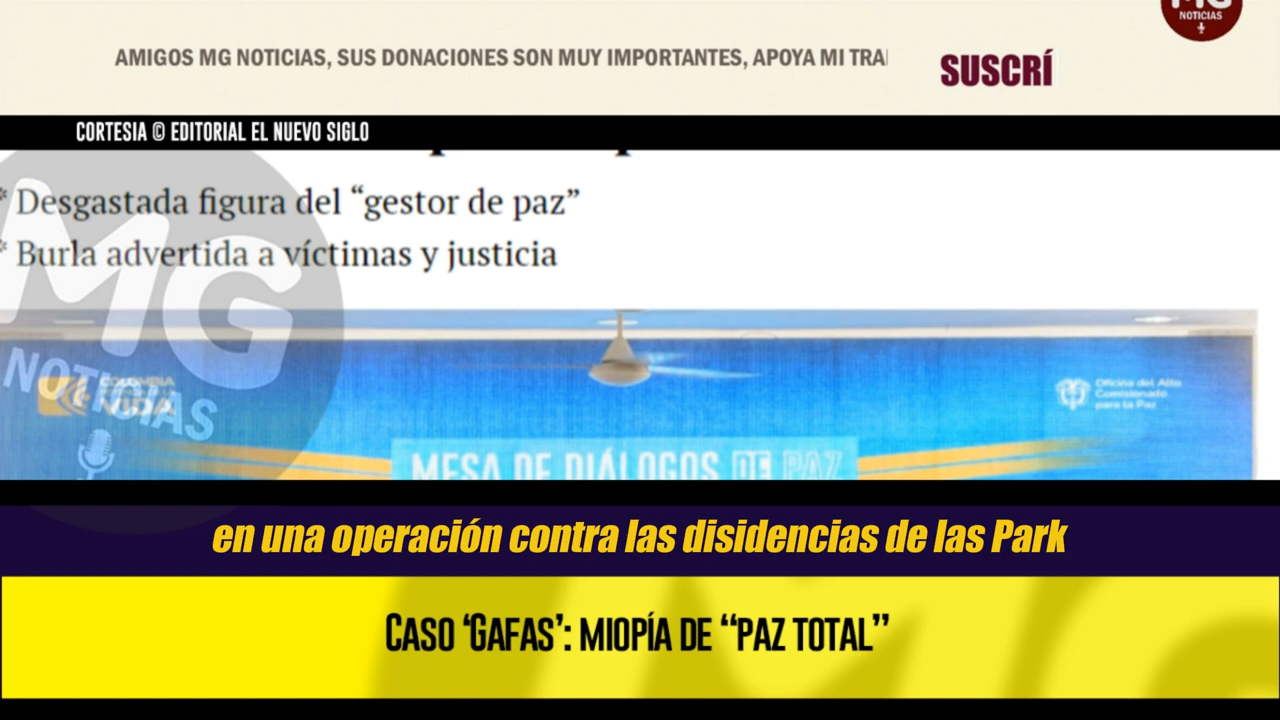 MG
NOTICIAS
AMIGOS MG NOTICIAS, SUS DONACIONES SON MUY IMPORTANTES, APOYA MI TRA
SUSCRÍ
CORTESIA © EDITORIAL EL NUEVO SIGLO
* Desgastada figura del “gestor de paz”
* Burla advertida a víctimas y justicia
MG
NOTICIAS
COLOMBIA
VIDA
Oficina del Alto
Comisionado
para la Paz
MESA DE DIÁLOGOS DE PAZ
en una operación contra las disidencias de las Park
CASO ‘GAFAS’: MIOPÍA DE “PAZ TOTAL”